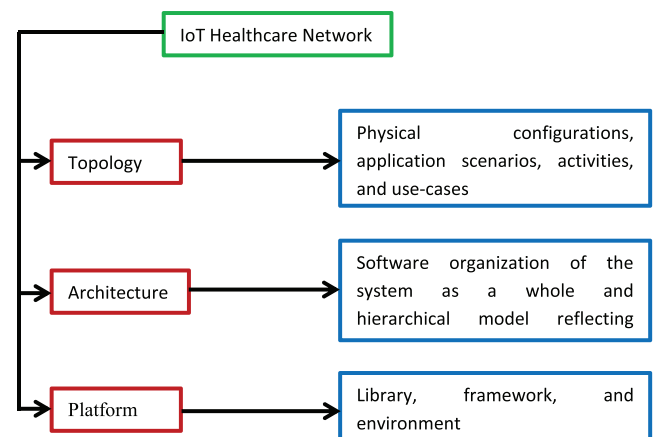 IoT Healthcare Network
Topology
Physical configurations,
application scenarios, activities,
and use-cases
Architecture
Software organization of the
system as a whole and
hierarchical model reflecting
Platform
Library, framework, and
environment